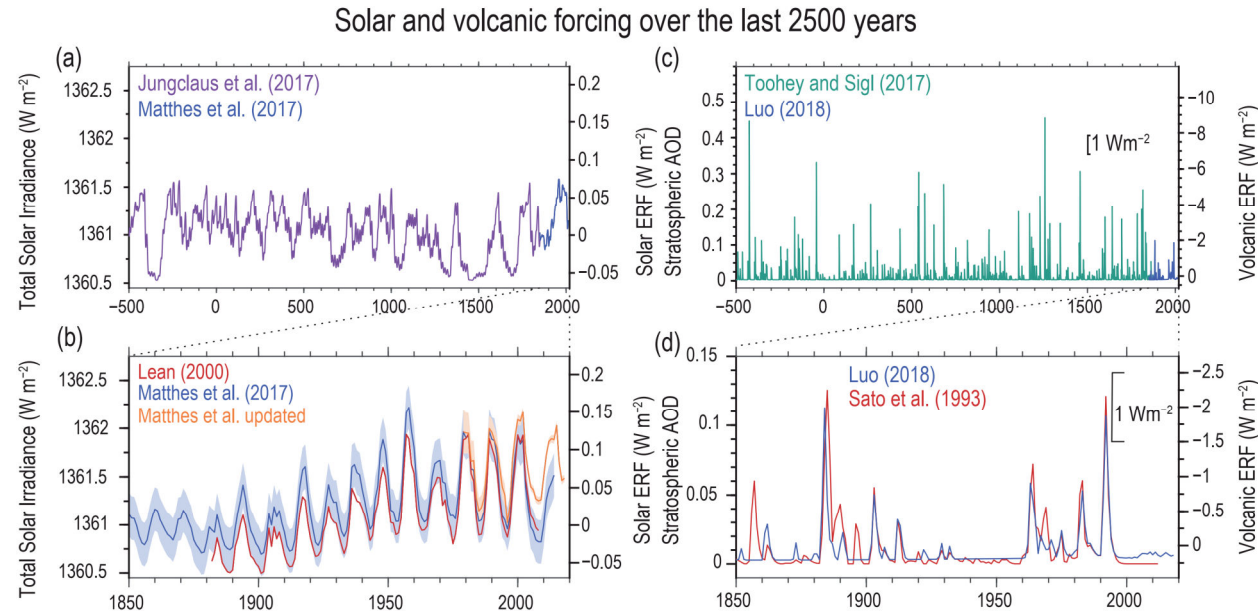 Solar and volcanic forcing over the last 2500 years
(a)
Jungclaus et al. (2017)
Matthes et al. (2017)
Total Solar Irradiance (W m⁻²)
1362.5
1362
1361.5
1361
1360.5
0.2
0.15
0.1
0.05
0
−0.05
Solar ERF (W m⁻²)
−500
0
500
1000
1500
2000
(c)
Toohey and Sigl (2017)
Luo (2018)
[1 Wm⁻²
Stratospheric AOD
0.5
0.4
0.3
0.2
0.1
0
−10
−8
−6
−4
−2
0
Volcanic ERF (W m⁻²)
−500
0
500
1000
1500
2000
(b)
Lean (2000)
Matthes et al. (2017)
Matthes et al. updated
Total Solar Irradiance (W m⁻²)
1362.5
1362
1361.5
1361
1360.5
0.2
0.15
0.1
0.05
0
−0.05
Solar ERF (W m⁻²)
1850
1900
1950
2000
(d)
Luo (2018)
Sato et al. (1993)
1 Wm⁻²
Stratospheric AOD
0.15
0.1
0.05
0
−2.5
−2
−1.5
−1
−0.5
0
Volcanic ERF (W m⁻²)
1850
1900
1950
2000